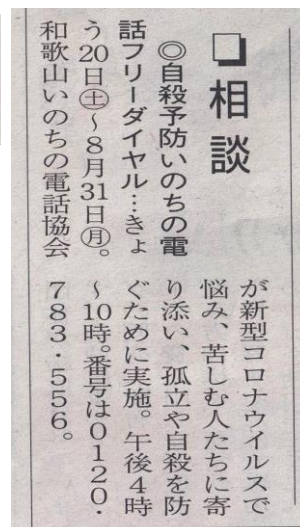 ❏相談
◎自殺予防いのちの電
話フリーダイヤル…きょ
う20日㊏～8月31日㊊。
和歌山いのちの電話協会
が新型コロナウイルスで
悩み、苦しむ人たちに寄
り添い、孤立や自殺を防
ぐために実施。午後4時
～10時。番号は0120・
783・556。